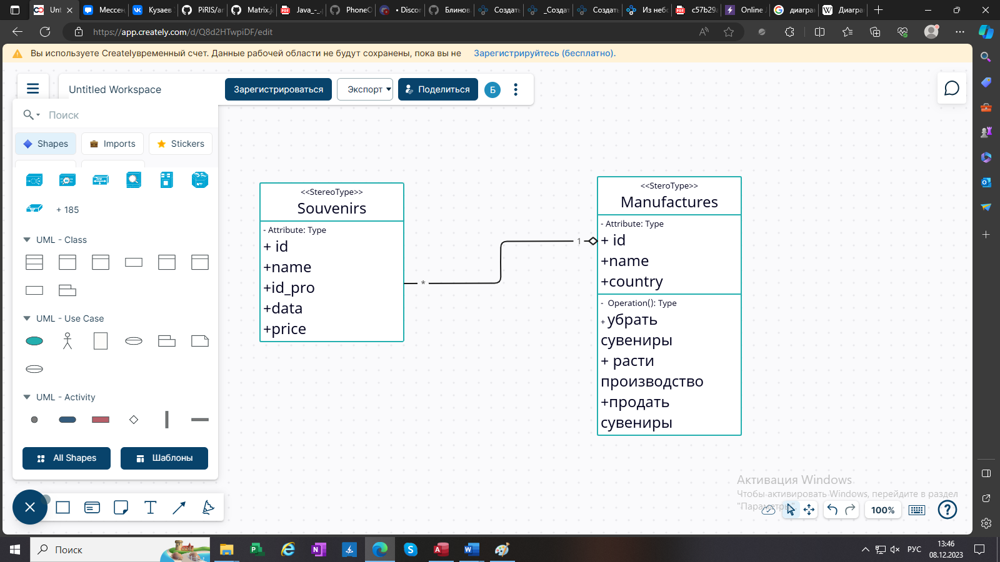 Unt
Мессен
Кузаев
PiRIS/ar
Matrix.ja
Java_-_.p
PhoneC
• Discor
Блинов
Создать
_Создат
Создать
Из небо
c57b29a
Online J
диаграм
Диаграм
https://app.creately.com/d/Q8d2HTwpiDF/edit
Вы используете Createlyвременный счет. Данные рабочей области не будут сохранены, пока вы не Зарегистрируйтесь (бесплатно).
Untitled Workspace
Зарегистрироваться
Экспорт
Поделиться
Б
Поиск
Shapes
Imports
Stickers
+ 185
UML - Class
UML - Use Case
UML - Activity
All Shapes
Шаблоны
<<StereoType>>
Souvenirs
- Attribute: Type
+ id
+name
+id_pro
+data
+price
*
1
<<SteroType>>
Manufactures
- Attribute: Type
+ id
+name
+country
- Operation(): Type
+ убрать
сувениры
+ расти
производство
+продать
сувениры
Активация Windows
Чтобы активировать Windows, перейдите в раздел
"Параметры".
100%
?
Поиск
РУС
13:46
08.12.2023